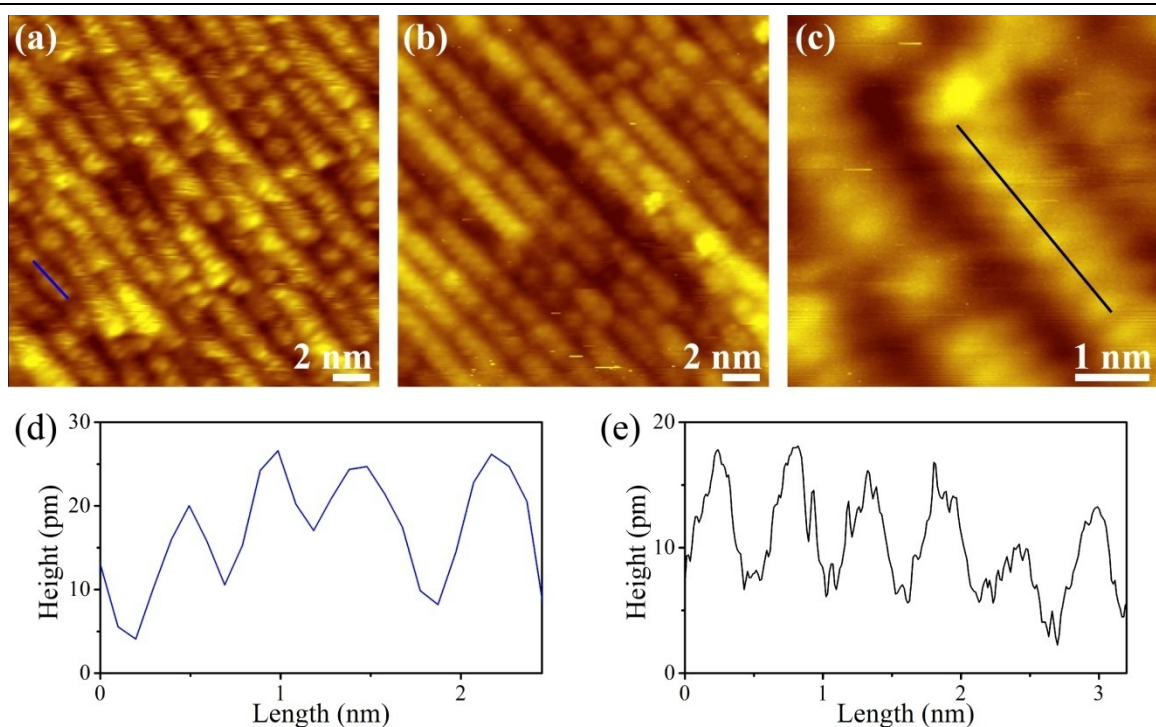 (a)
(b)
(c)
2 nm
2 nm
1 nm
(d)
30
20
10
0
Height (pm)
0
1
2
Length (nm)
(e)
20
10
0
Height (pm)
0
1
2
3
Length (nm)